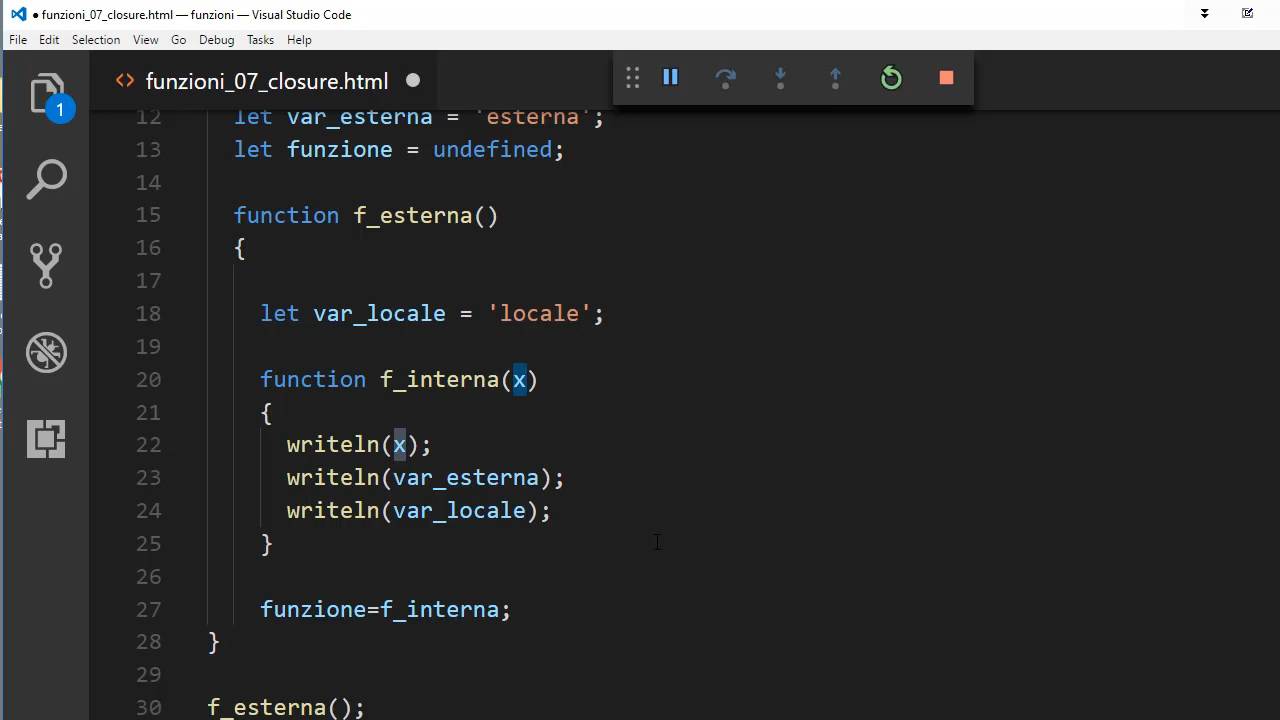 ● funzioni_07_closure.html — funzioni — Visual Studio Code
File Edit Selection View Go Debug Tasks Help
1
funzioni_07_closure.html
12 let var_esterna = 'esterna';
13 let funzione = undefined;
14
15 function f_esterna()
16 {
17
18 let var_locale = 'locale';
19
20 function f_interna(x)
21 {
22 writeln(x);
23 writeln(var_esterna);
24 writeln(var_locale);
25 }
26
27 funzione=f_interna;
28 }
29
30 f_esterna();